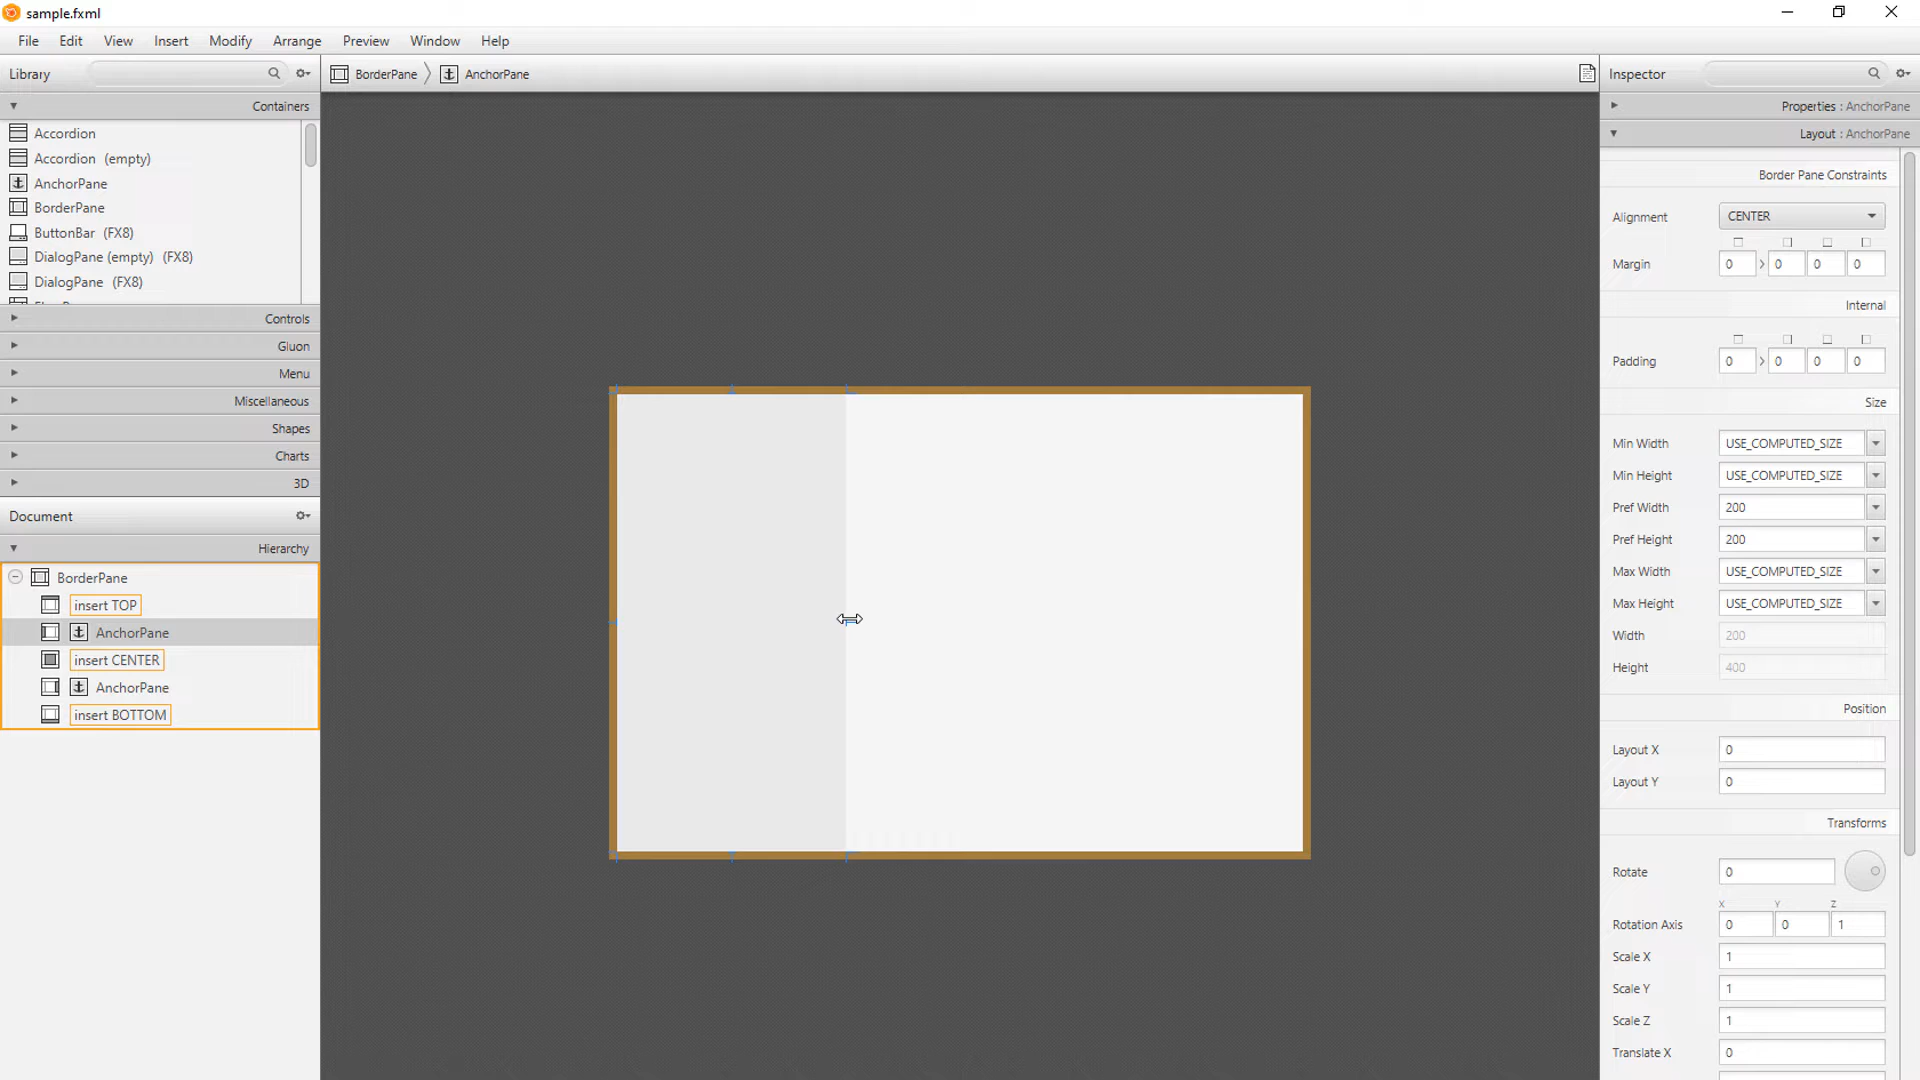 sample.fxml
File Edit View Insert Modify Arrange Preview Window Help
Library
BorderPane AnchorPane
Inspector
Containers
Accordion
Accordion (empty)
AnchorPane
BorderPane
ButtonBar (FX8)
DialogPane (empty) (FX8)
DialogPane (FX8)
Controls
Gluon
Menu
Miscellaneous
Shapes
Charts
3D
Document
Hierarchy
BorderPane
insert TOP
AnchorPane
insert CENTER
AnchorPane
insert BOTTOM
Properties : AnchorPane
Layout : AnchorPane
Border Pane Constraints
Alignment CENTER
Margin 0 0 0 0
Internal
Padding 0 0 0 0
Size
Min Width USE_COMPUTED_SIZE
Min Height USE_COMPUTED_SIZE
Pref Width 200
Pref Height 200
Max Width USE_COMPUTED_SIZE
Max Height USE_COMPUTED_SIZE
Width 200
Height 400
Position
Layout X 0
Layout Y 0
Transforms
Rotate 0
X Y Z
Rotation Axis 0 0 1
Scale X 1
Scale Y 1
Scale Z 1
Translate X 0